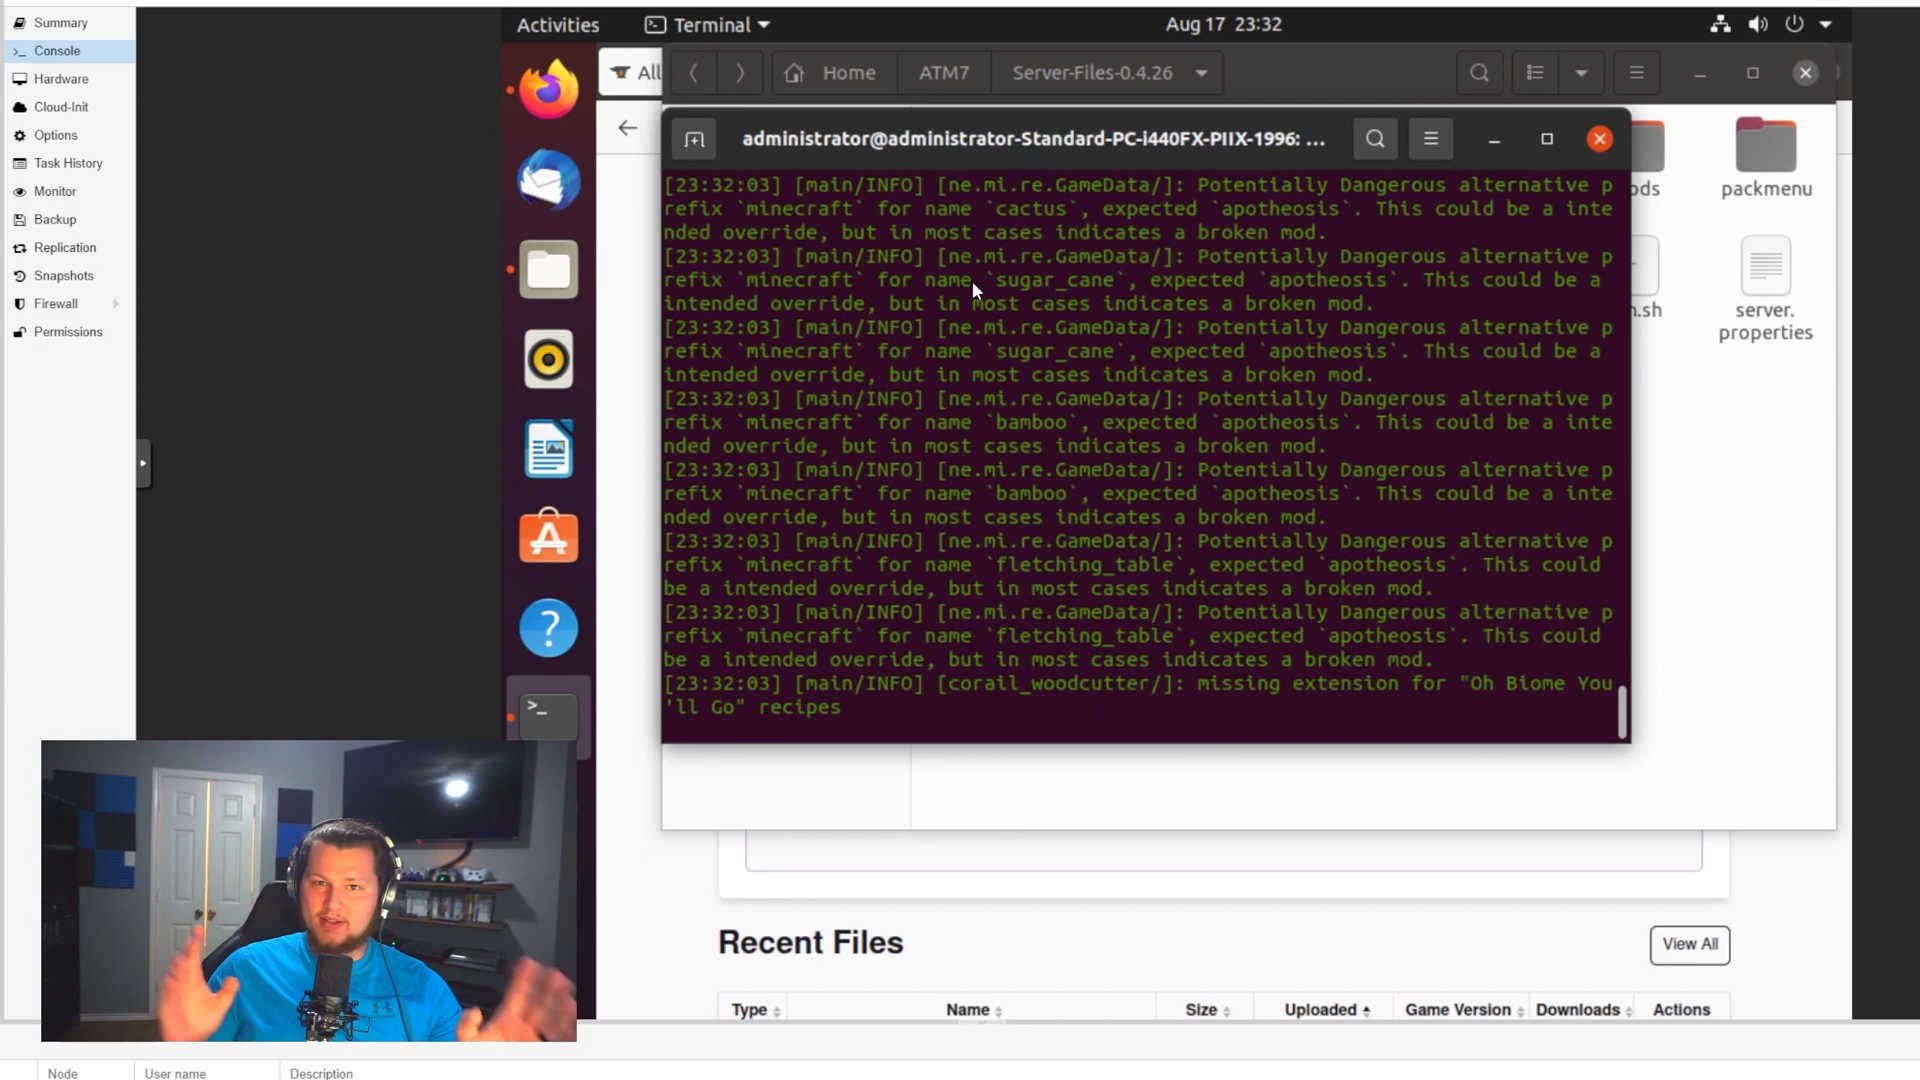 Summary
Console
Hardware
Cloud-Init
Options
Task History
Monitor
Backup
Replication
Snapshots
Firewall
Permissions
Activities
Terminal
Aug 17 23:32
All
Home
ATM7
Server-Files-0.4.26
administrator@administrator-Standard-PC-i440FX-PIIX-1996: ...
[23:32:03] [main/INFO] [ne.mi.re.GameData/]: Potentially Dangerous alternative p
refix `minecraft` for name `cactus`, expected `apotheosis`. This could be a inte
nded override, but in most cases indicates a broken mod.
[23:32:03] [main/INFO] [ne.mi.re.GameData/]: Potentially Dangerous alternative p
refix `minecraft` for name `sugar_cane`, expected `apotheosis`. This could be a 
intended override, but in most cases indicates a broken mod.
[23:32:03] [main/INFO] [ne.mi.re.GameData/]: Potentially Dangerous alternative p
refix `minecraft` for name `sugar_cane`, expected `apotheosis`. This could be a 
intended override, but in most cases indicates a broken mod.
[23:32:03] [main/INFO] [ne.mi.re.GameData/]: Potentially Dangerous alternative p
refix `minecraft` for name `bamboo`, expected `apotheosis`. This could be a inte
nded override, but in most cases indicates a broken mod.
[23:32:03] [main/INFO] [ne.mi.re.GameData/]: Potentially Dangerous alternative p
refix `minecraft` for name `bamboo`, expected `apotheosis`. This could be a inte
nded override, but in most cases indicates a broken mod.
[23:32:03] [main/INFO] [ne.mi.re.GameData/]: Potentially Dangerous alternative p
refix `minecraft` for name `fletching_table`, expected `apotheosis`. This could 
be a intended override, but in most cases indicates a broken mod.
[23:32:03] [main/INFO] [ne.mi.re.GameData/]: Potentially Dangerous alternative p
refix `minecraft` for name `fletching_table`, expected `apotheosis`. This could 
be a intended override, but in most cases indicates a broken mod.
[23:32:03] [main/INFO] [corail_woodcutter/]: missing extension for "Oh Biome You
'll Go" recipes
ds
packmenu
.sh
server.
properties
Recent Files
View All
Type
Name
Size
Uploaded
Game Version
Downloads
Actions
Node
User name
Description